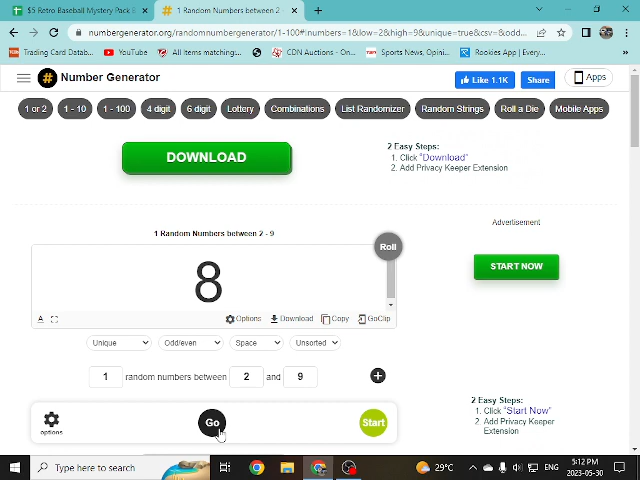 $5 Retro Baseball Mystery Pack E
1 Random Numbers between 2 -
numbergenerator.org/randomnumbergenerator/1-100#!numbers=1&low=2&high=9&unique=true&csv=&odd...
Trading Card Datab...
YouTube
All Items matching:...
CDN Auctions - On...
Sports News, Opini...
Rookies App | Every...
»
Number Generator
Like 1.1K
Share
Apps
1 or 2
1 - 10
1 - 100
4 digit
6 digit
Lottery
Combinations
List Randomizer
Random Strings
Roll a Die
Mobile Apps
DOWNLOAD
2 Easy Steps:
1. Click "Download"
2. Add Privacy Keeper Extension
Advertisement
1 Random Numbers between 2 - 9
Roll
8
START NOW
A
Options
Download
Copy
GoClip
Unique
Odd/even
Space
Unsorted
1 random numbers between 2 and 9
options
Go
Start
2 Easy Steps:
1. Click "Start Now"
2. Add Privacy Keeper
Extension
Type here to search
29°C
ENG
5:12 PM
2023-05-30